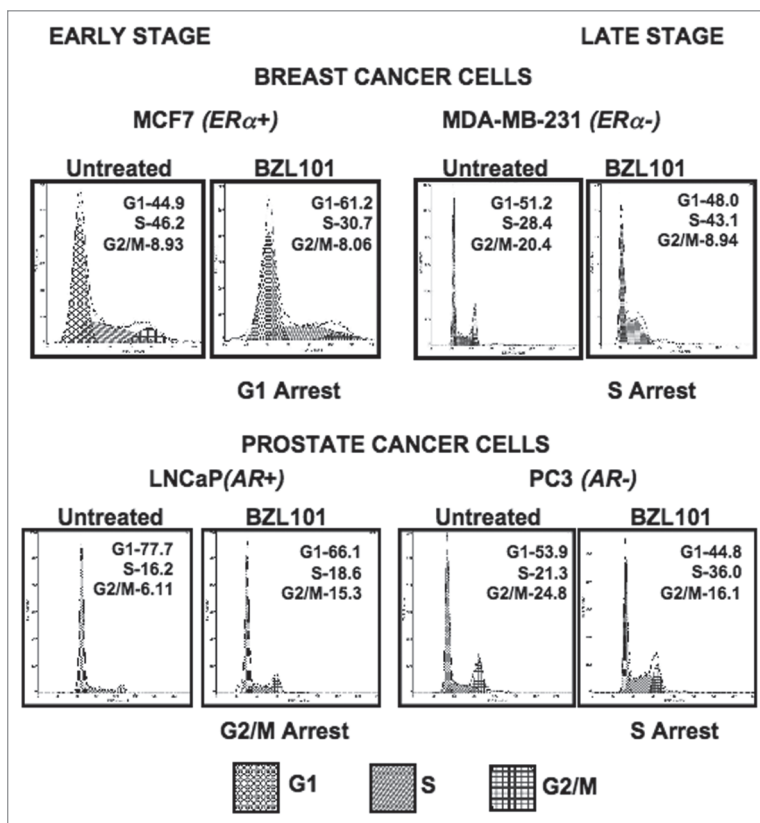 EARLY STAGE LATE STAGE
BREAST CANCER CELLS
MCF7 (ERα+) MDA-MB-231 (ERα-)
Untreated BZL101 Untreated BZL101
G1-44.9
S-46.2
G2/M-8.93
G1-61.2
S-30.7
G2/M-8.06
G1-51.2
S-28.4
G2/M-20.4
G1-48.0
S-43.1
G2/M-8.94
G1 Arrest S Arrest
PROSTATE CANCER CELLS
LNCaP(AR+) PC3 (AR-)
Untreated BZL101 Untreated BZL101
G1-77.7
S-16.2
G2/M-6.11
G1-66.1
S-18.6
G2/M-15.3
G1-53.9
S-21.3
G2/M-24.8
G1-44.8
S-36.0
G2/M-16.1
G2/M Arrest S Arrest
G1 S G2/M